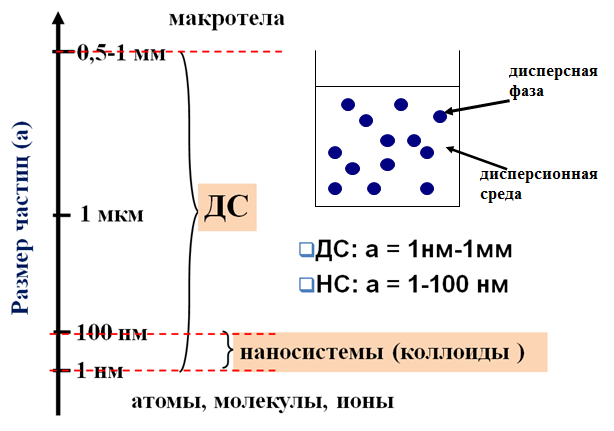 макротела
0,5-1 мм
Размер частиц (а)
1 мкм
100 нм
1 нм
ДС
наносистемы (коллоиды )
атомы, молекулы, ионы
дисперсная
фаза
дисперсионная
среда
ДС: а = 1нм-1мм
НС: а = 1-100 нм